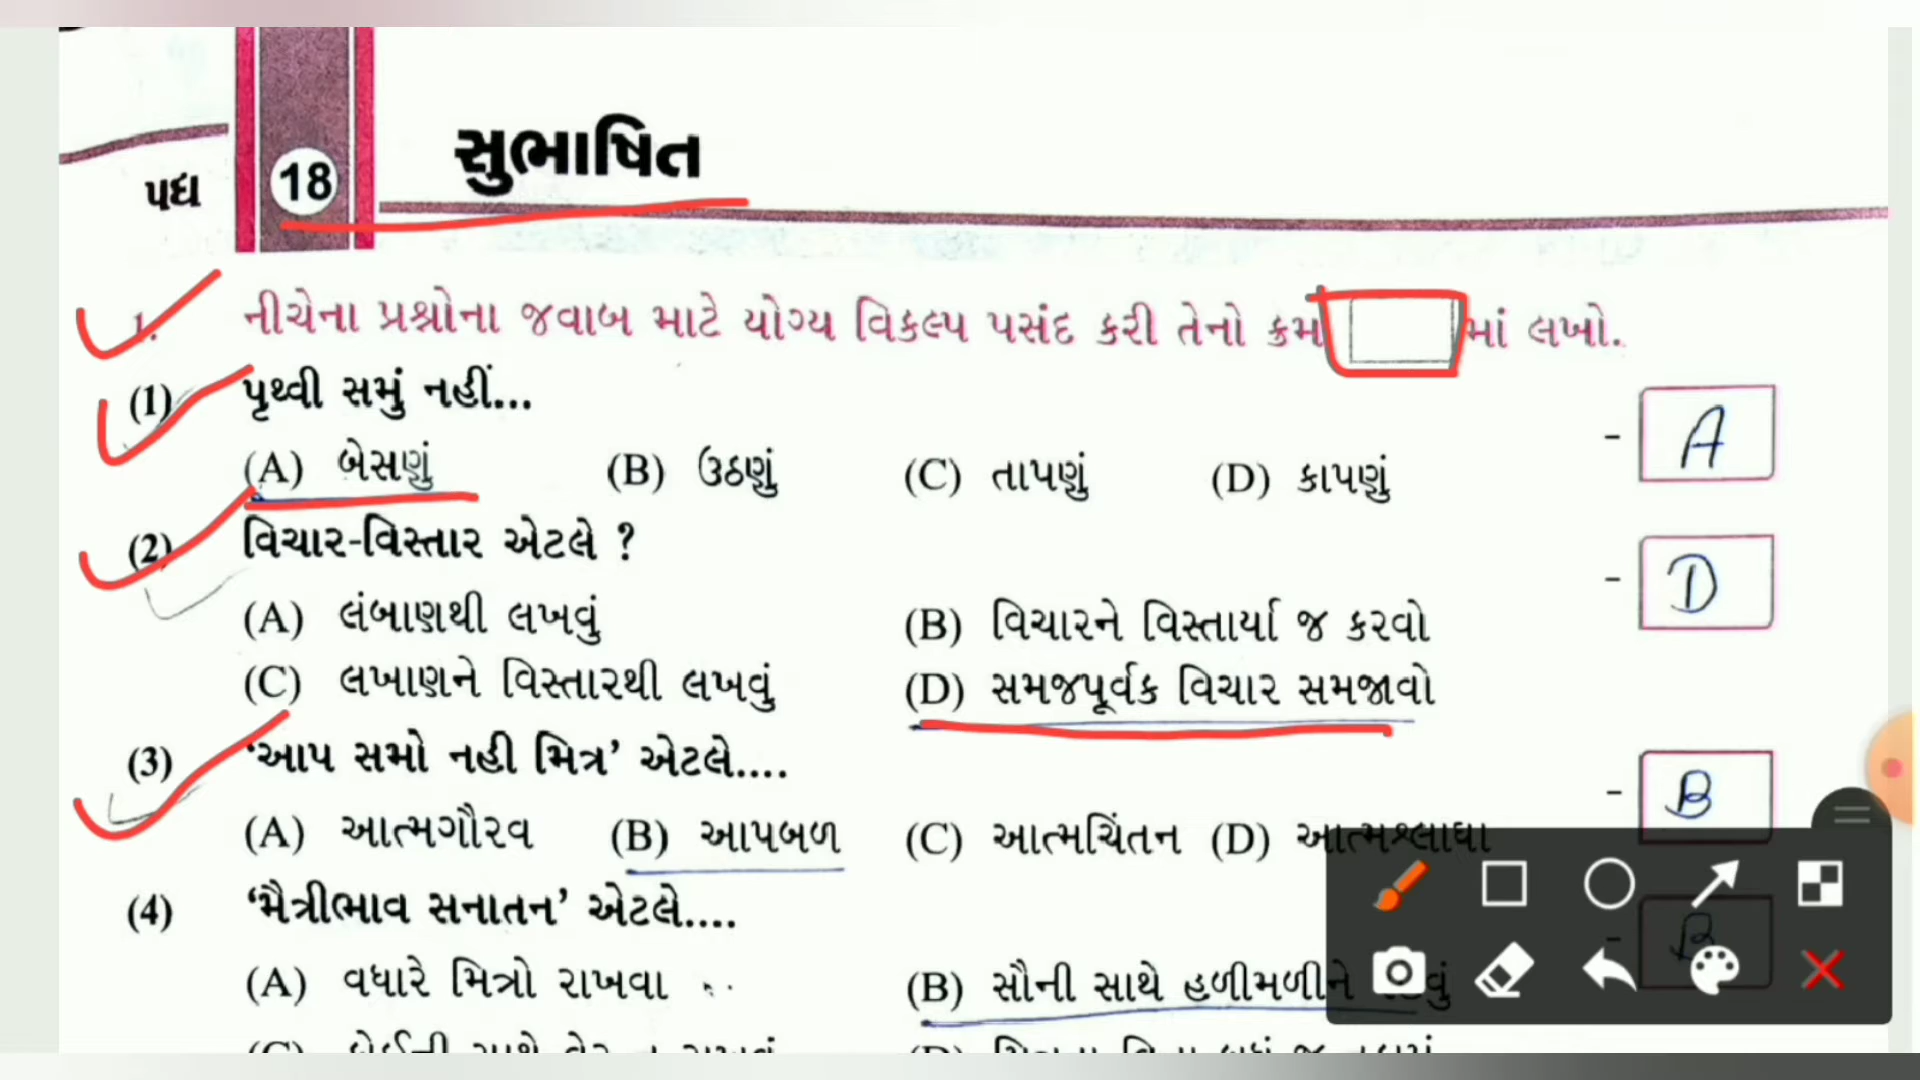 પદ્ય 18 સુભાષિત
1. નીચેના પ્રશ્નોના જવાબ માટે યોગ્ય વિકલ્પ પસંદ કરી તેનો ક્રમ માં લખો.
(1) પૃથ્વી સમું નહીં...
- A
(A) બેસણું (B) ઉઠણું (C) તાપણું (D) કાપણું
(2) વિચાર-વિસ્તાર એટલે ?
- D
(A) લંબાણથી લખવું (B) વિચારને વિસ્તાર્યા જ કરવો
(C) લખાણને વિસ્તારથી લખવું (D) સમજપૂર્વક વિચાર સમજાવો
(3) ‘આપ સમો નહી મિત્ર’ એટલે....
- B
(A) આત્મગૌરવ (B) આપબળ (C) આત્મચિંતન (D) આત્મશ્લાઘા
(4) ‘મૈત્રીભાવ સનાતન’ એટલે....
- B
(A) વધારે મિત્રો રાખવા (B) સૌની સાથે હળીમળીને